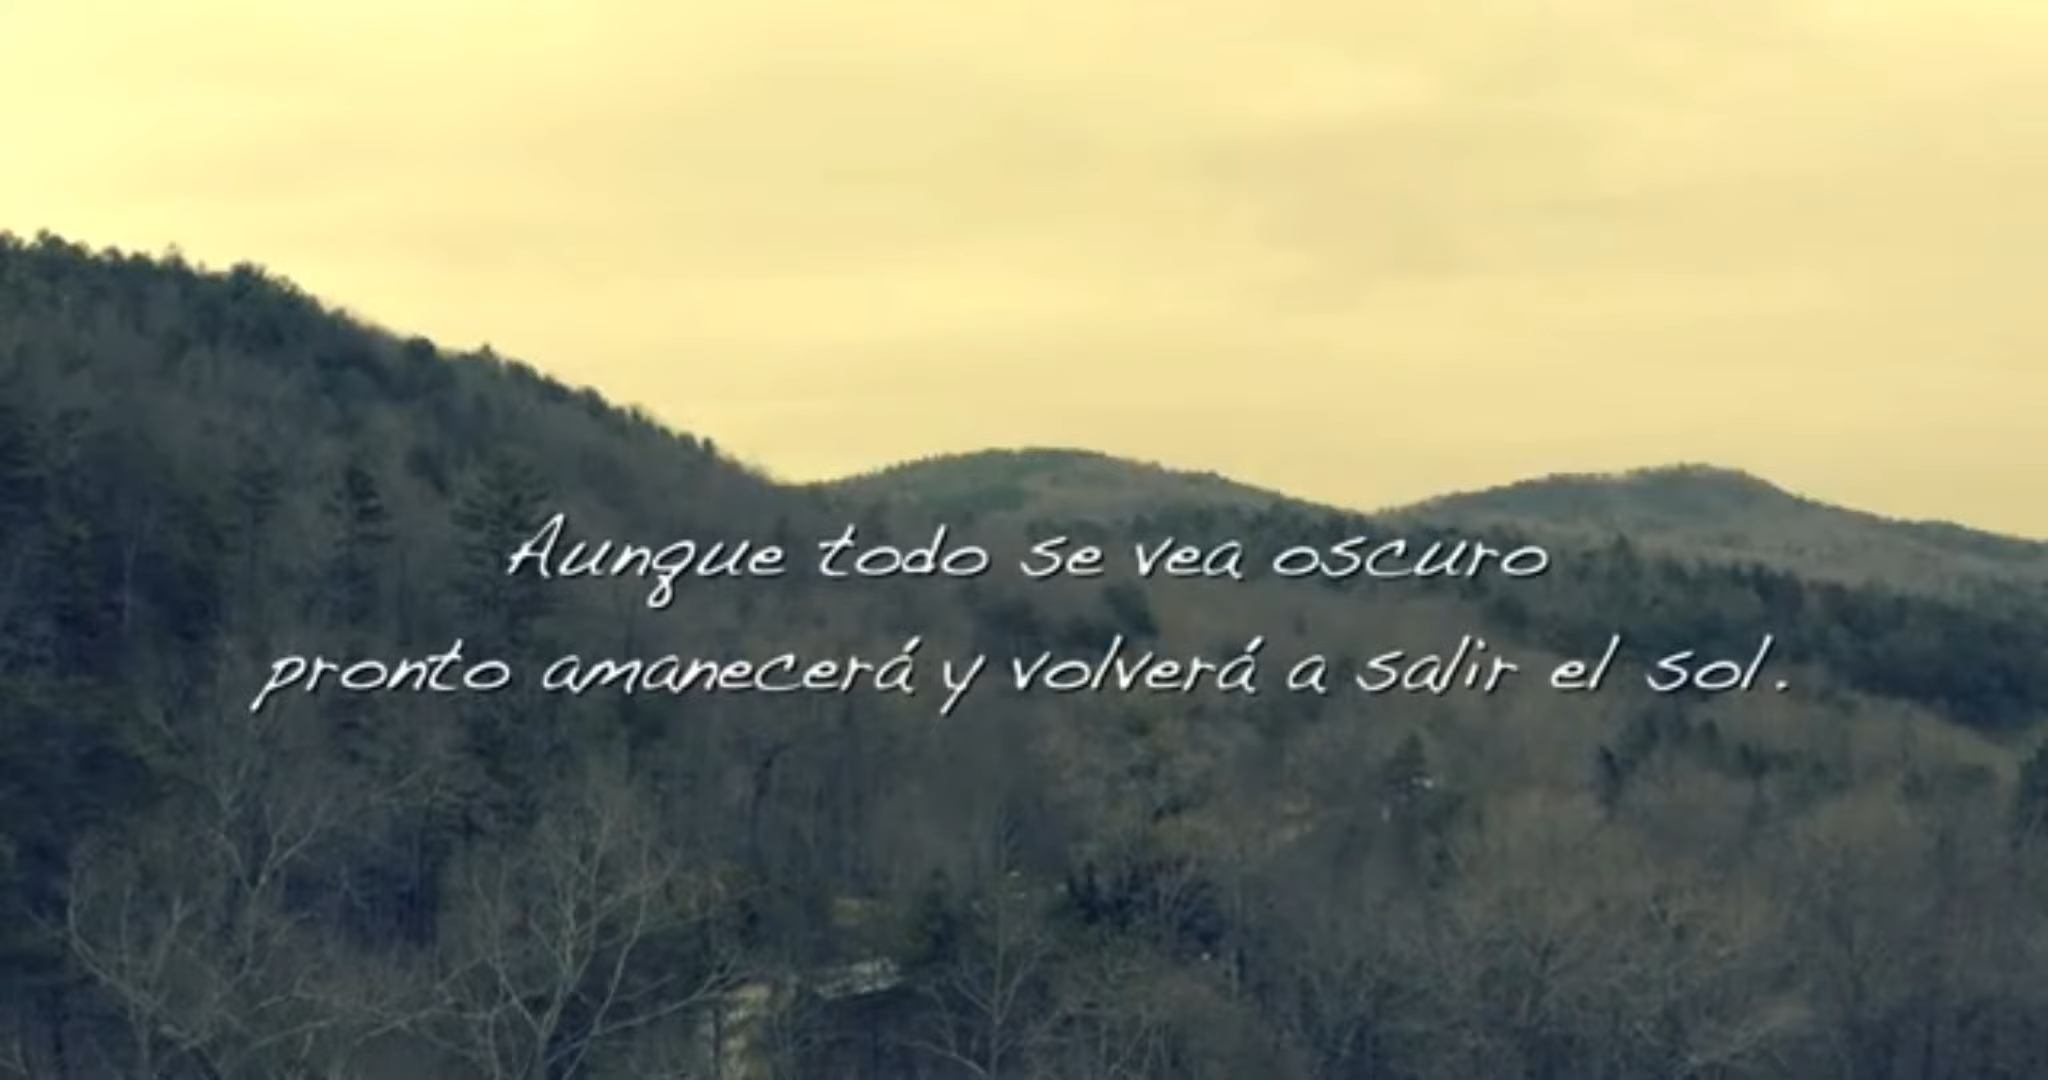 Aunque todo se vea oscuro
pronto amanecerá y volverá a salir el sol.